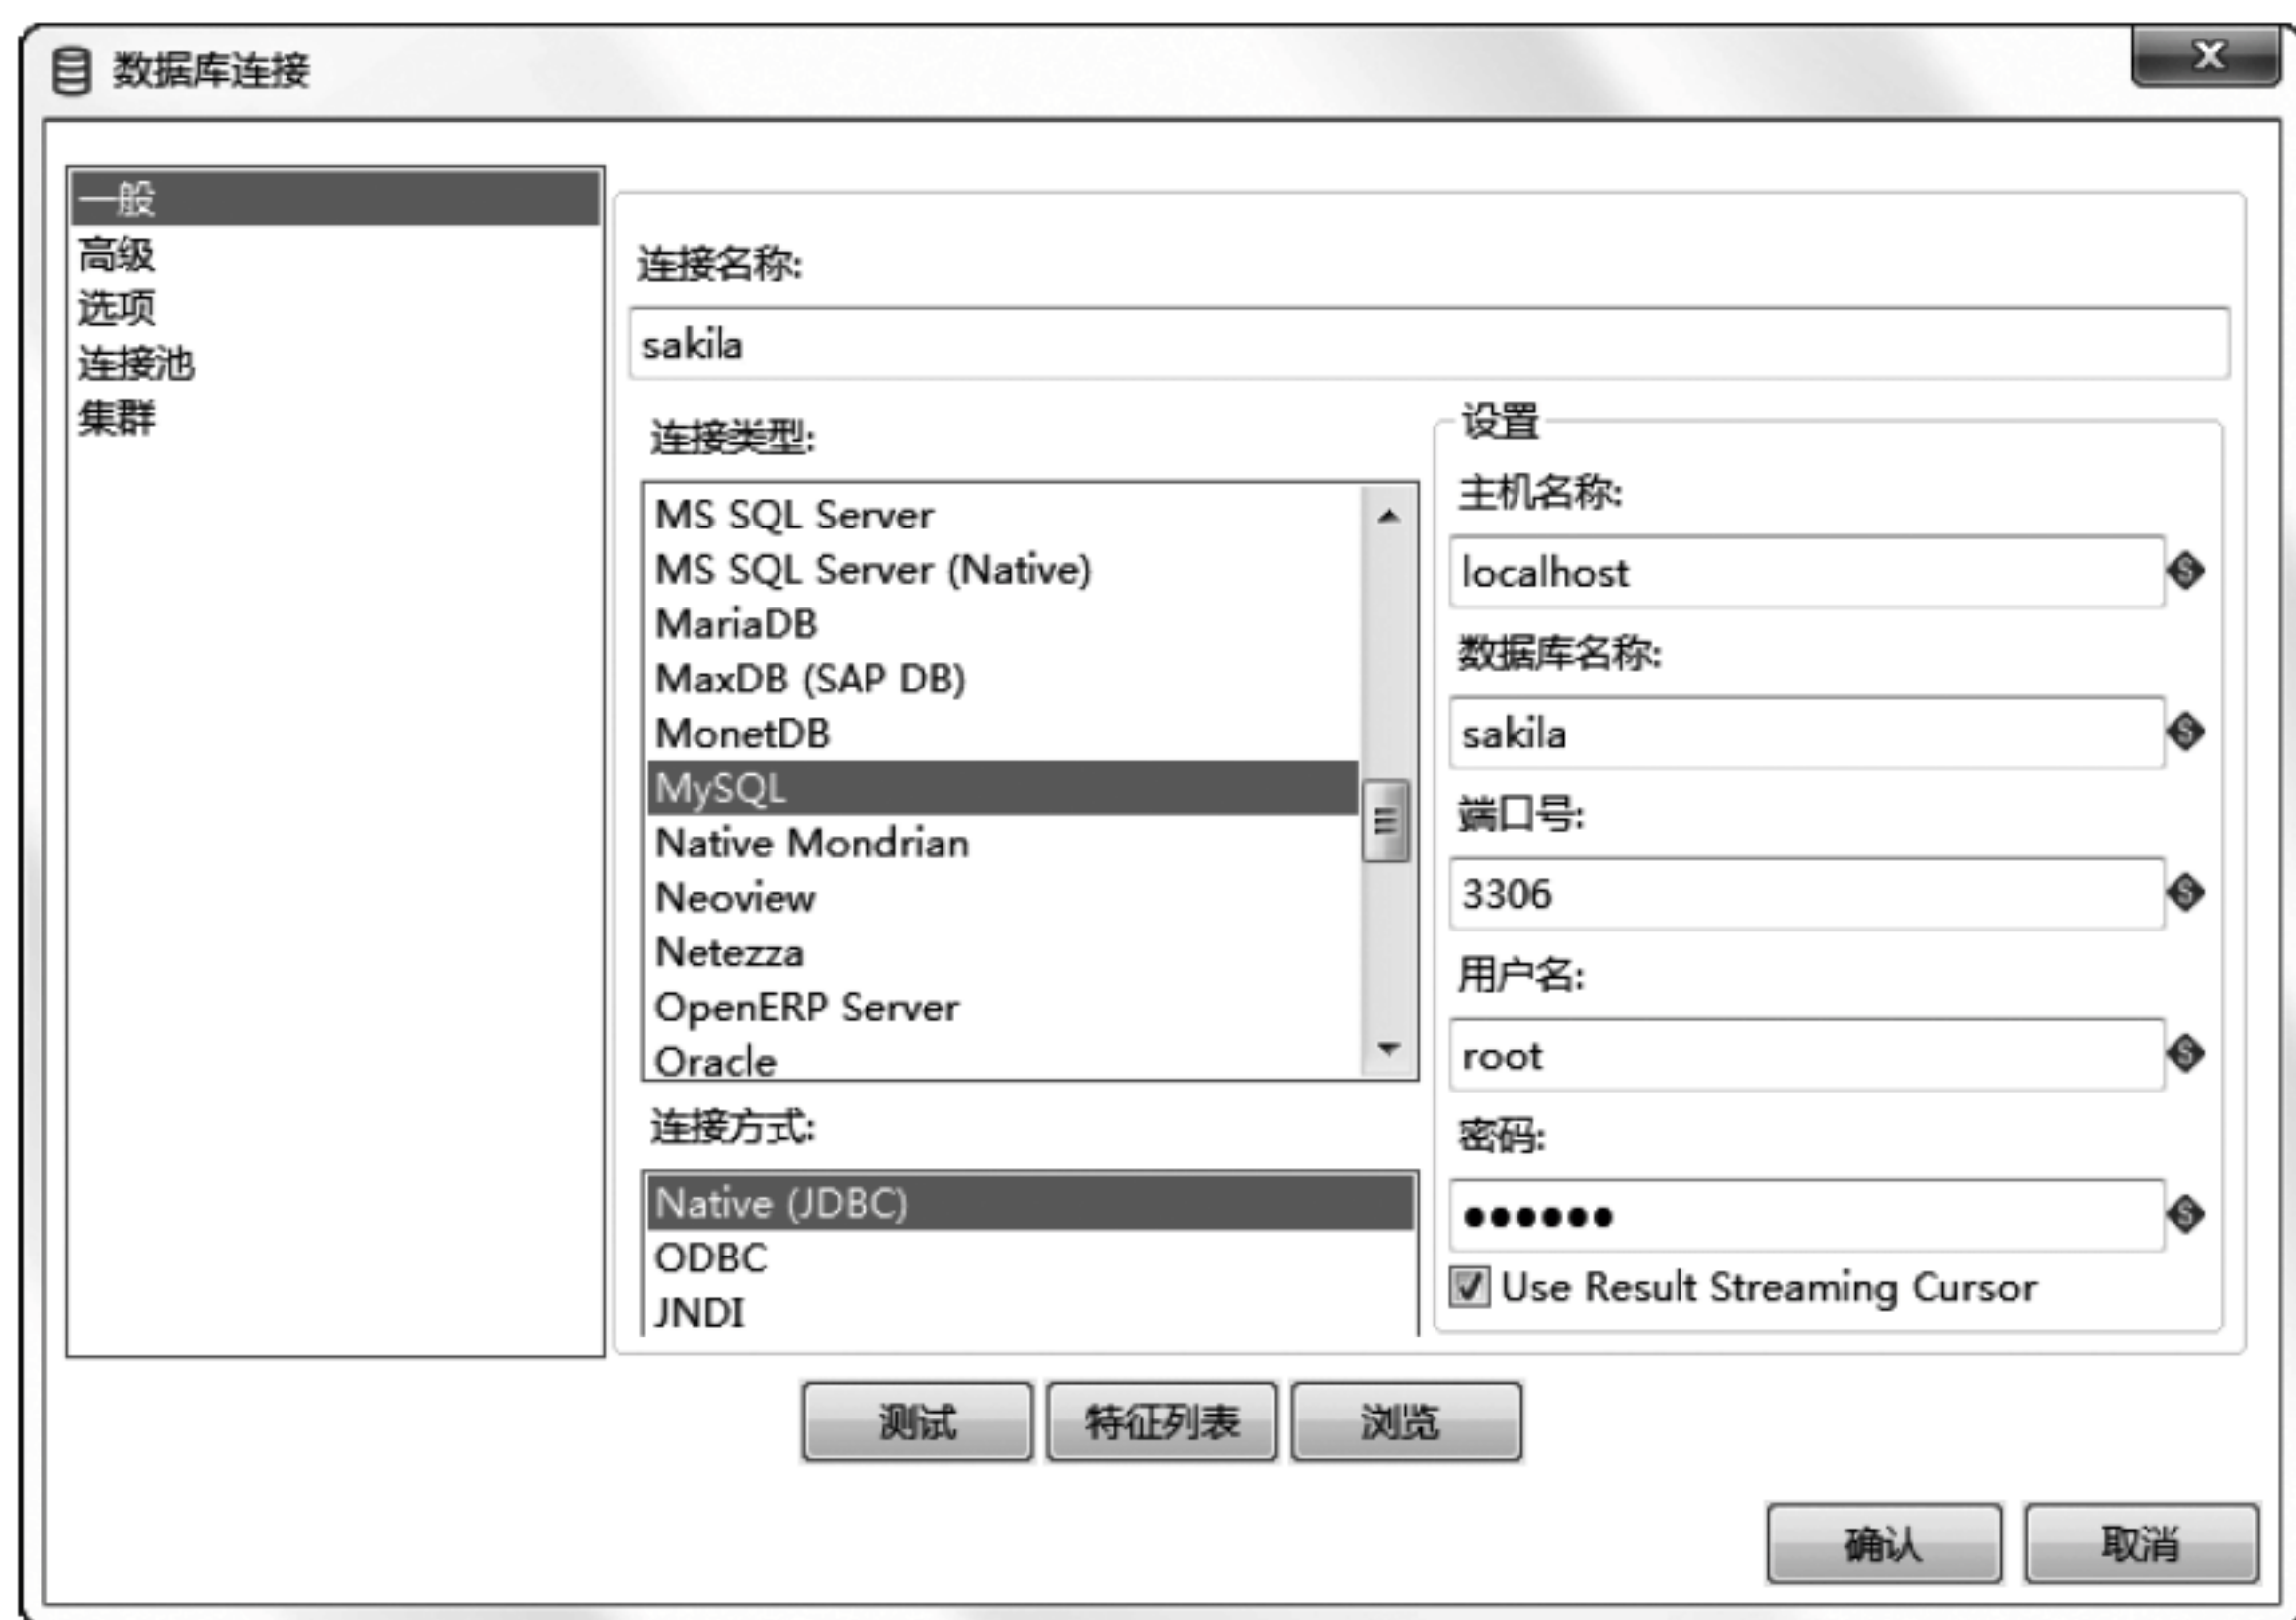 数据库连接
一般
高级
选项
连接池
集群
连接名称:
sakila
连接类型:
MS SQL Server
MS SQL Server (Native)
MariaDB
MaxDB (SAP DB)
MonetDB
MySQL
Native Mondrian
Neoview
Netezza
OpenERP Server
Oracle
连接方式:
Native (JDBC)
ODBC
JNDI
设置
主机名称:
localhost
数据库名称:
sakila
端口号:
3306
用户名:
root
密码:
●●●●●●
Use Result Streaming Cursor
测试 特征列表 浏览
确认 取消